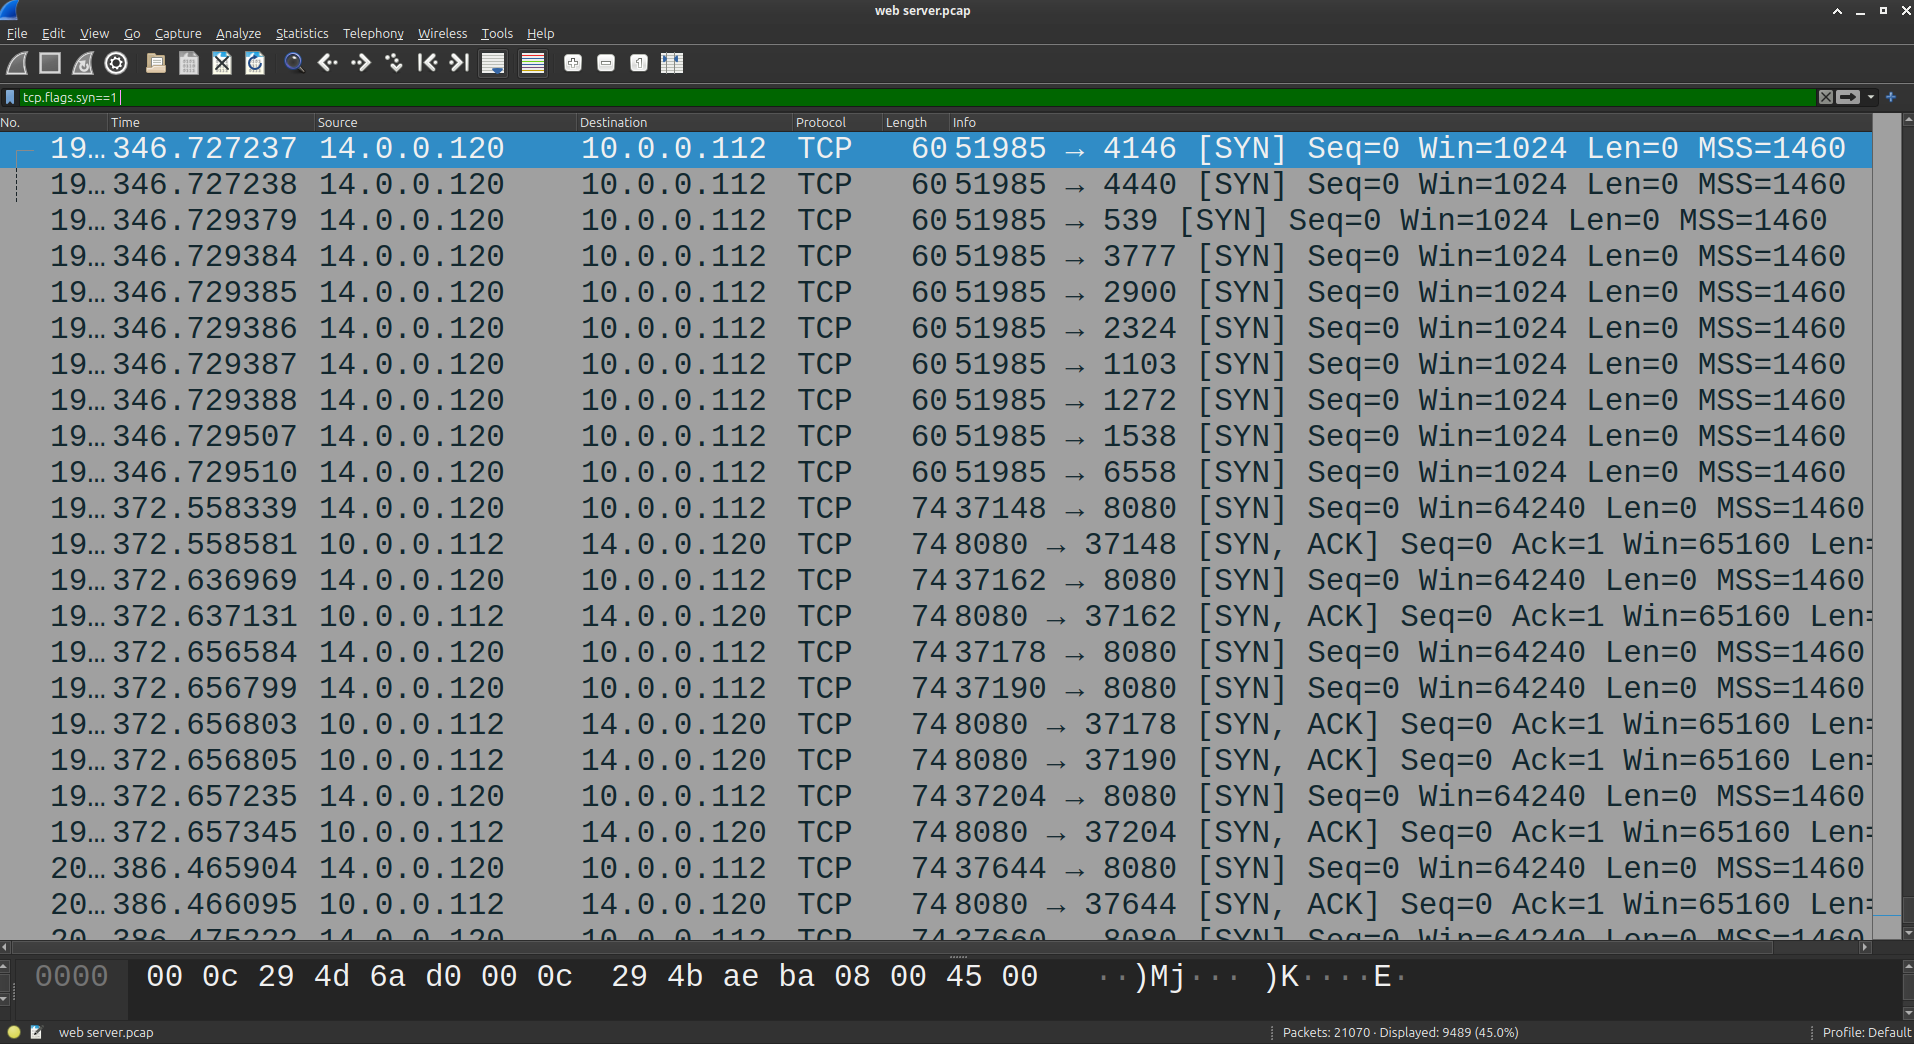 web server.pcap
File Edit View Go Capture Analyze Statistics Telephony Wireless Tools Help
tcp.flags.syn==1
No. Time Source Destination Protocol Length Info
19… 346.727237 14.0.0.120 10.0.0.112 TCP 60 51985 → 4146 [SYN] Seq=0 Win=1024 Len=0 MSS=1460
19… 346.727238 14.0.0.120 10.0.0.112 TCP 60 51985 → 4440 [SYN] Seq=0 Win=1024 Len=0 MSS=1460
19… 346.729379 14.0.0.120 10.0.0.112 TCP 60 51985 → 539 [SYN] Seq=0 Win=1024 Len=0 MSS=1460
19… 346.729384 14.0.0.120 10.0.0.112 TCP 60 51985 → 3777 [SYN] Seq=0 Win=1024 Len=0 MSS=1460
19… 346.729385 14.0.0.120 10.0.0.112 TCP 60 51985 → 2900 [SYN] Seq=0 Win=1024 Len=0 MSS=1460
19… 346.729386 14.0.0.120 10.0.0.112 TCP 60 51985 → 2324 [SYN] Seq=0 Win=1024 Len=0 MSS=1460
19… 346.729387 14.0.0.120 10.0.0.112 TCP 60 51985 → 1103 [SYN] Seq=0 Win=1024 Len=0 MSS=1460
19… 346.729388 14.0.0.120 10.0.0.112 TCP 60 51985 → 1272 [SYN] Seq=0 Win=1024 Len=0 MSS=1460
19… 346.729507 14.0.0.120 10.0.0.112 TCP 60 51985 → 1538 [SYN] Seq=0 Win=1024 Len=0 MSS=1460
19… 346.729510 14.0.0.120 10.0.0.112 TCP 60 51985 → 6558 [SYN] Seq=0 Win=1024 Len=0 MSS=1460
19… 372.558339 14.0.0.120 10.0.0.112 TCP 74 37148 → 8080 [SYN] Seq=0 Win=64240 Len=0 MSS=1460
19… 372.558581 10.0.0.112 14.0.0.120 TCP 74 8080 → 37148 [SYN, ACK] Seq=0 Ack=1 Win=65160 Len=
19… 372.636969 14.0.0.120 10.0.0.112 TCP 74 37162 → 8080 [SYN] Seq=0 Win=64240 Len=0 MSS=1460
19… 372.637131 10.0.0.112 14.0.0.120 TCP 74 8080 → 37162 [SYN, ACK] Seq=0 Ack=1 Win=65160 Len=
19… 372.656584 14.0.0.120 10.0.0.112 TCP 74 37178 → 8080 [SYN] Seq=0 Win=64240 Len=0 MSS=1460
19… 372.656799 14.0.0.120 10.0.0.112 TCP 74 37190 → 8080 [SYN] Seq=0 Win=64240 Len=0 MSS=1460
19… 372.656803 10.0.0.112 14.0.0.120 TCP 74 8080 → 37178 [SYN, ACK] Seq=0 Ack=1 Win=65160 Len=
19… 372.656805 10.0.0.112 14.0.0.120 TCP 74 8080 → 37190 [SYN, ACK] Seq=0 Ack=1 Win=65160 Len=
19… 372.657235 14.0.0.120 10.0.0.112 TCP 74 37204 → 8080 [SYN] Seq=0 Win=64240 Len=0 MSS=1460
19… 372.657345 10.0.0.112 14.0.0.120 TCP 74 8080 → 37204 [SYN, ACK] Seq=0 Ack=1 Win=65160 Len=
20… 386.465904 14.0.0.120 10.0.0.112 TCP 74 37644 → 8080 [SYN] Seq=0 Win=64240 Len=0 MSS=1460
20… 386.466095 10.0.0.112 14.0.0.120 TCP 74 8080 → 37644 [SYN, ACK] Seq=0 Ack=1 Win=65160 Len=
20… 386.475222 14.0.0.120 10.0.0.112 TCP 74 37660 → 8080 [SYN] Seq=0 Win=64240 Len=0 MSS=1460
0000 00 0c 29 4d 6a d0 00 0c 29 4b ae ba 08 00 45 00 ··)Mj··· )K····E·
web server.pcap Packets: 21070 · Displayed: 9489 (45.0%) Profile: Default